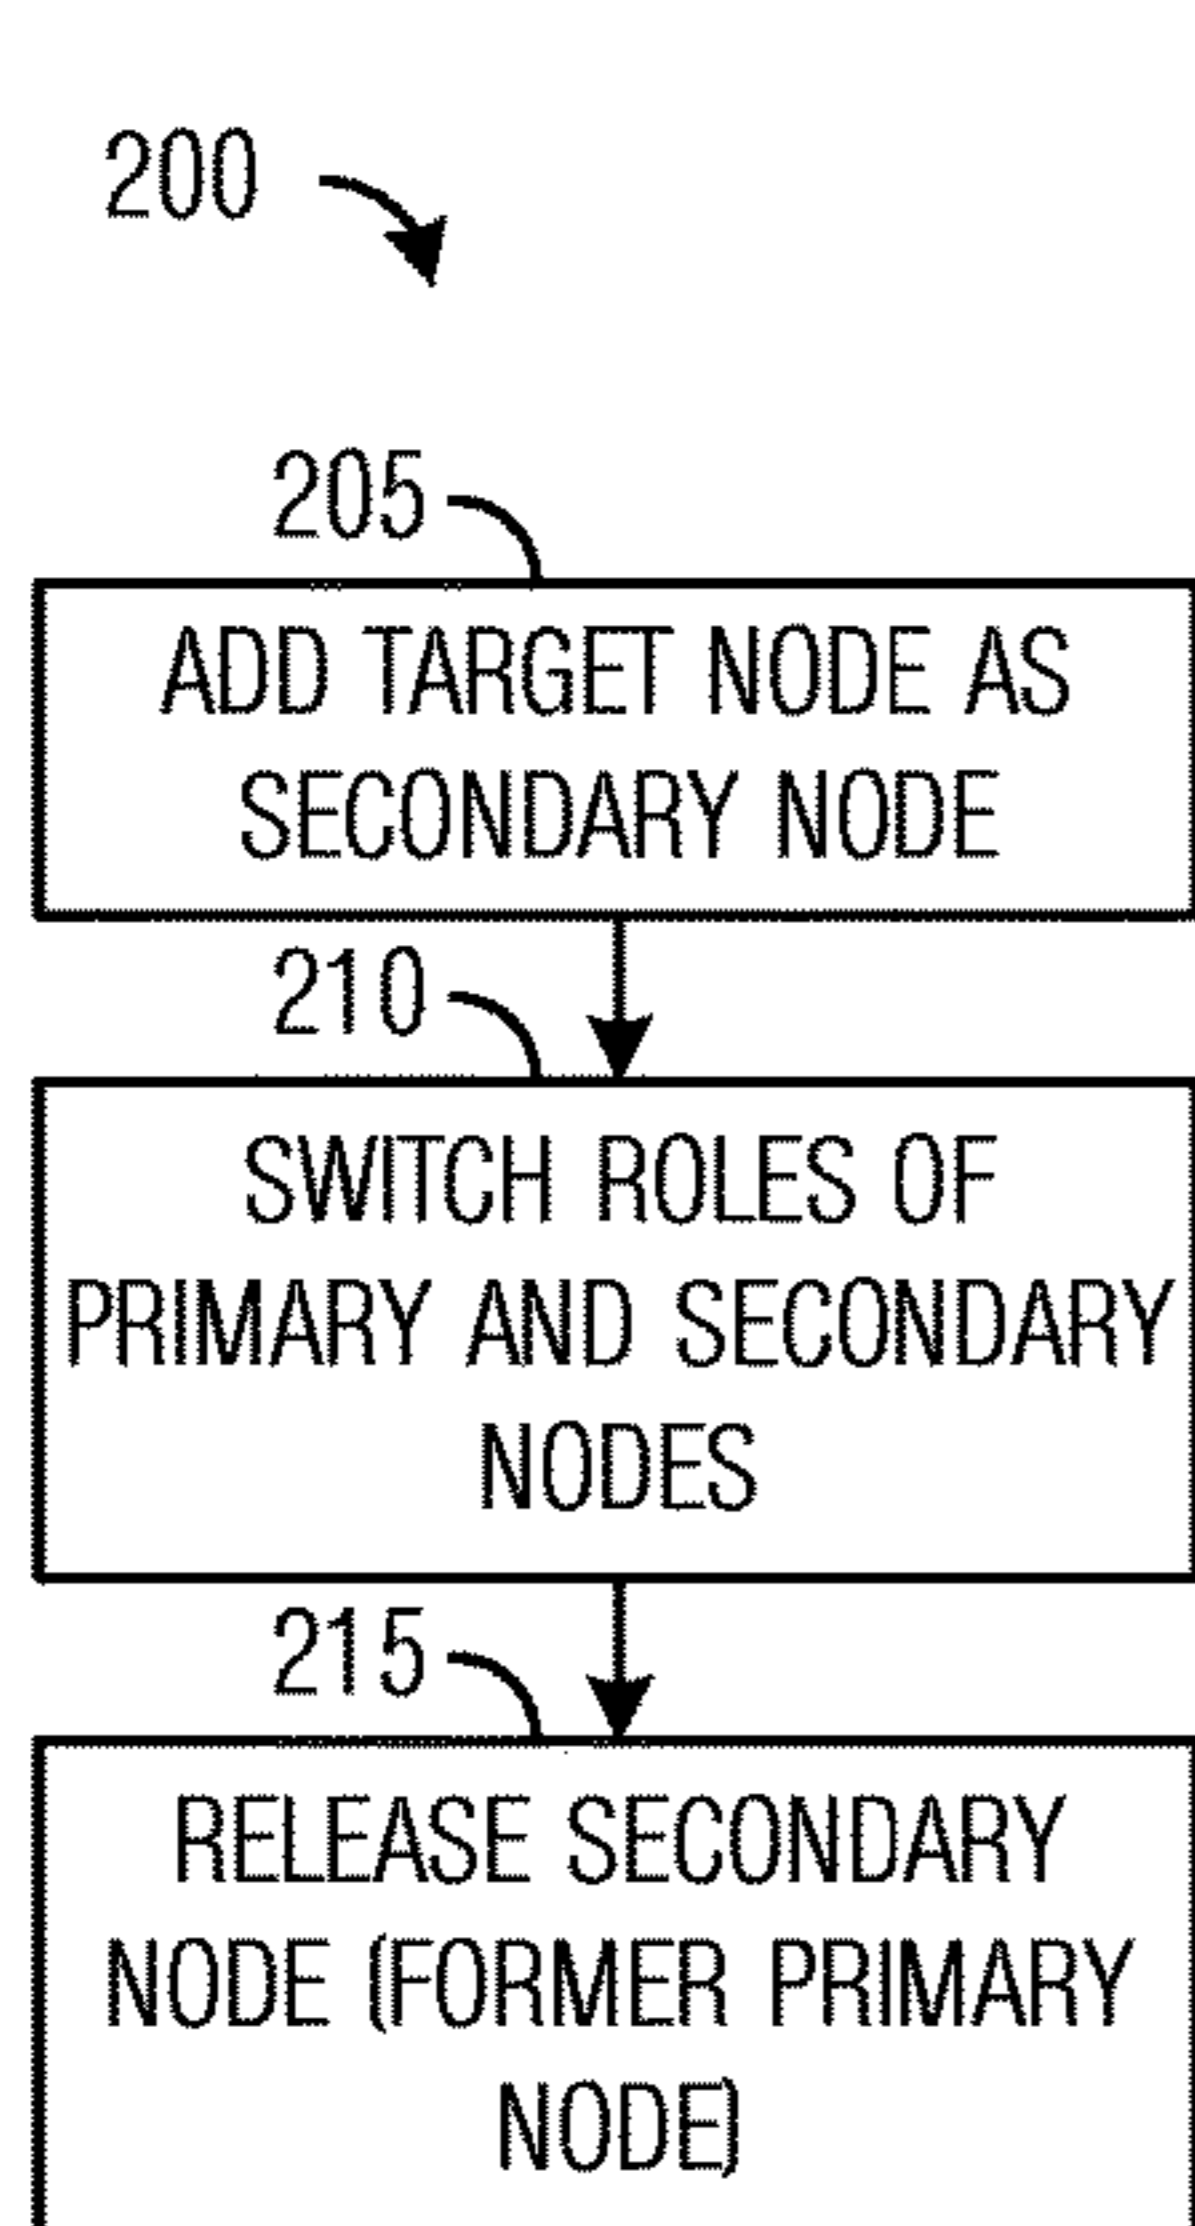 200
205
ADD TARGET NODE AS
SECONDARY NODE
210
SWITCH ROLES OF
PRIMARY AND SECONDARY
NODES
215
RELEASE SECONDARY
NODE (FORMER PRIMARY
NODE)